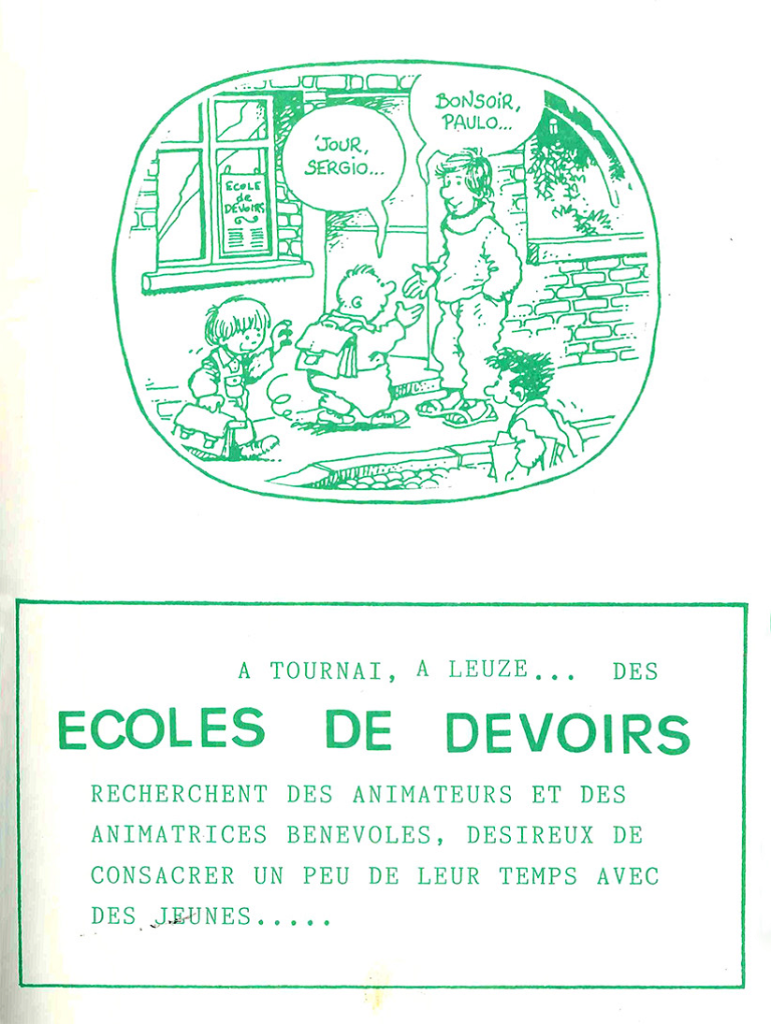 BONSOIR,
PAULO...
'JOUR,
SERGIO...
ECOLE
de
DEVOIRS
A TOURNAI, A LEUZE... DES
ECOLES DE DEVOIRS
RECHERCHENT DES ANIMATEURS ET DES
ANIMATRICES BENEVOLES, DESIREUX DE
CONSACRER UN PEU DE LEUR TEMPS AVEC
DES JEUNES.....